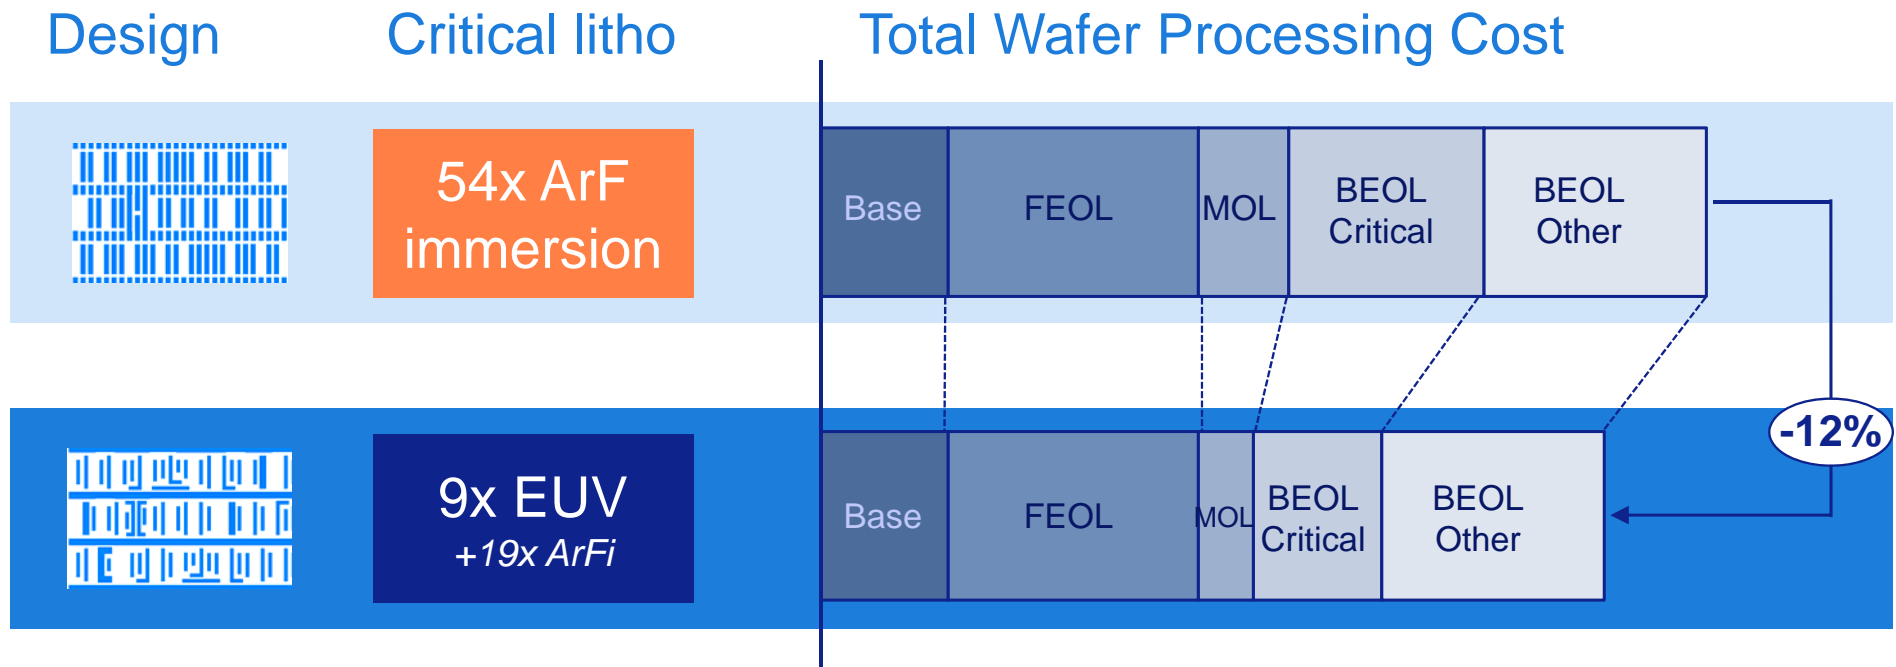 Design
Critical litho
Total Wafer Processing Cost
54x ArF
immersion
Base
FEOL
MOL
BEOL
Critical
BEOL
Other
-12%
9x EUV
+19x ArFi
Base
FEOL
MOL
BEOL
Critical
BEOL
Other